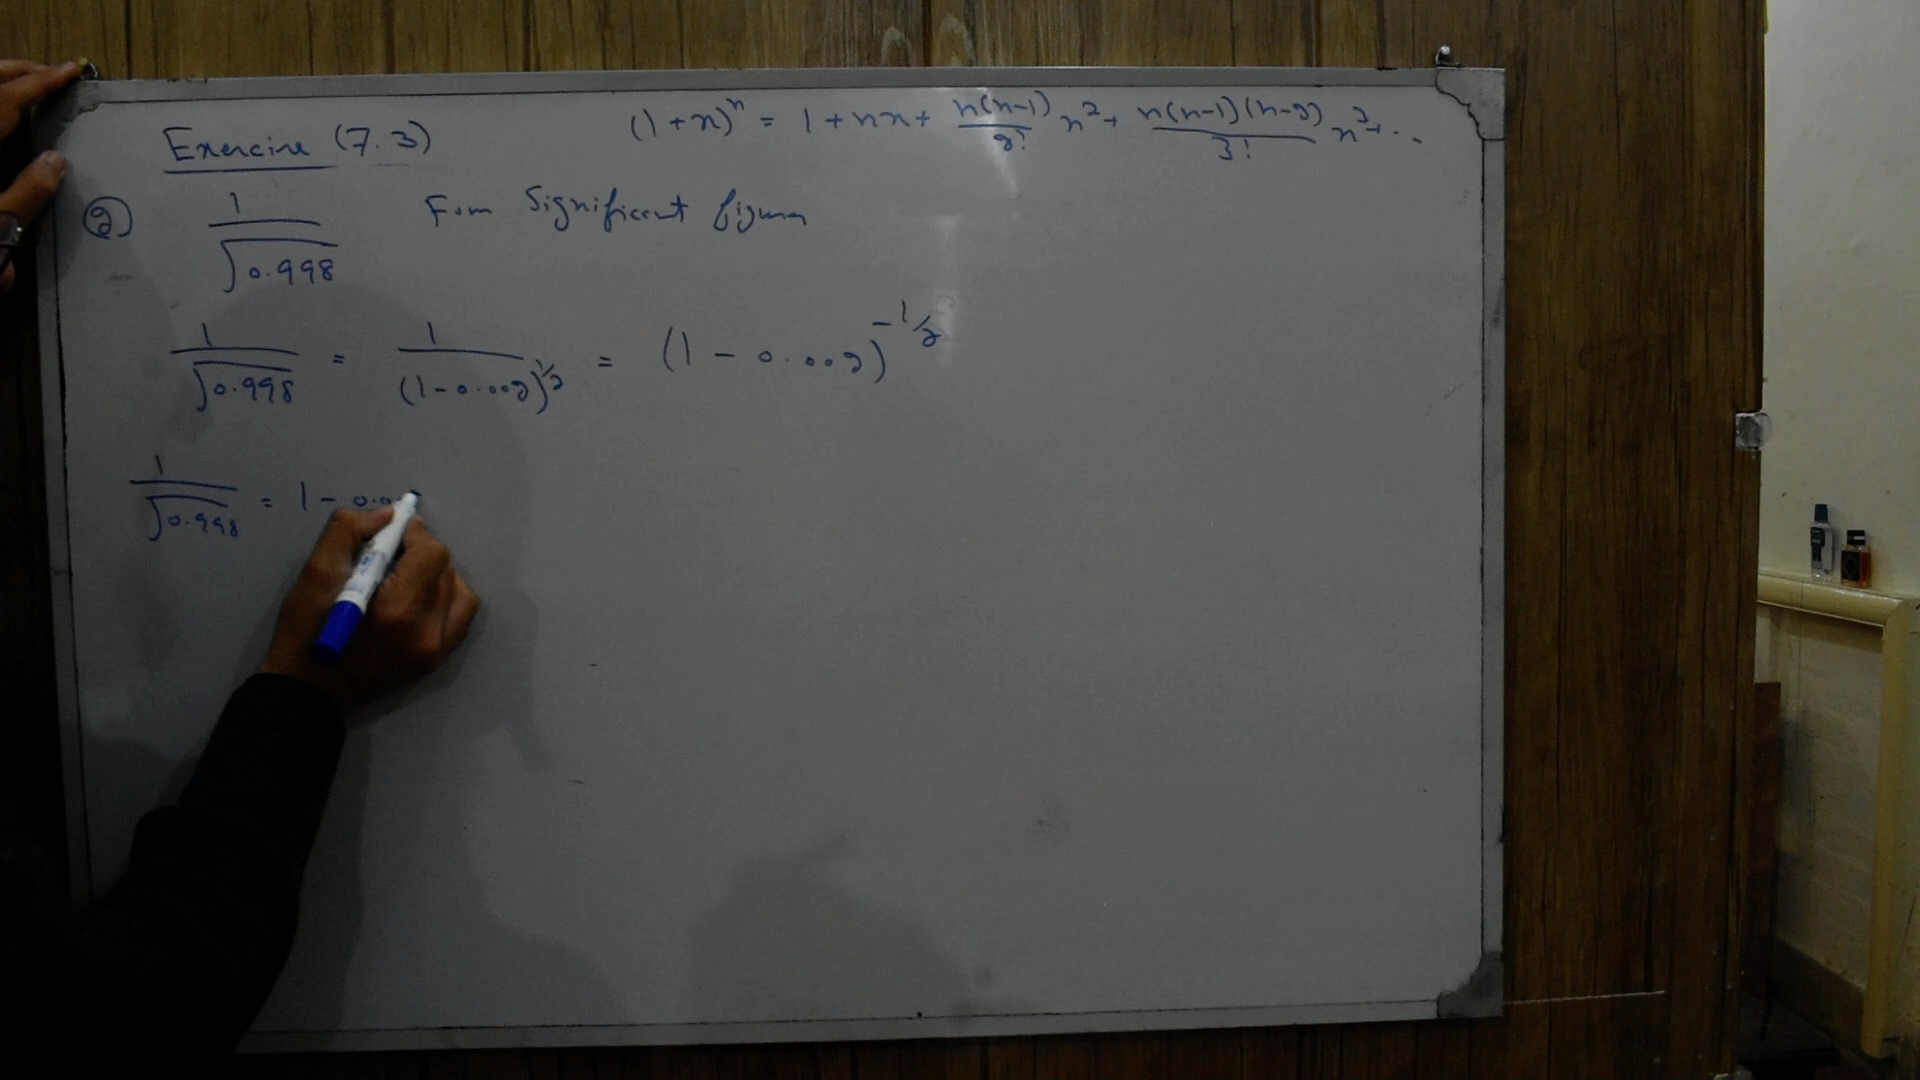 Exercise (7.3)
(1+x)^n = 1 + nx + n(n-1)/2! x^2 + n(n-1)(n-2)/3! x^3 + ...
2) 1/√0.998 Four Significant figures
1/√0.998 = 1/(1-0.002)^1/2 = (1 - 0.002)^-1/2
1/√0.998 = 1 - 0.0